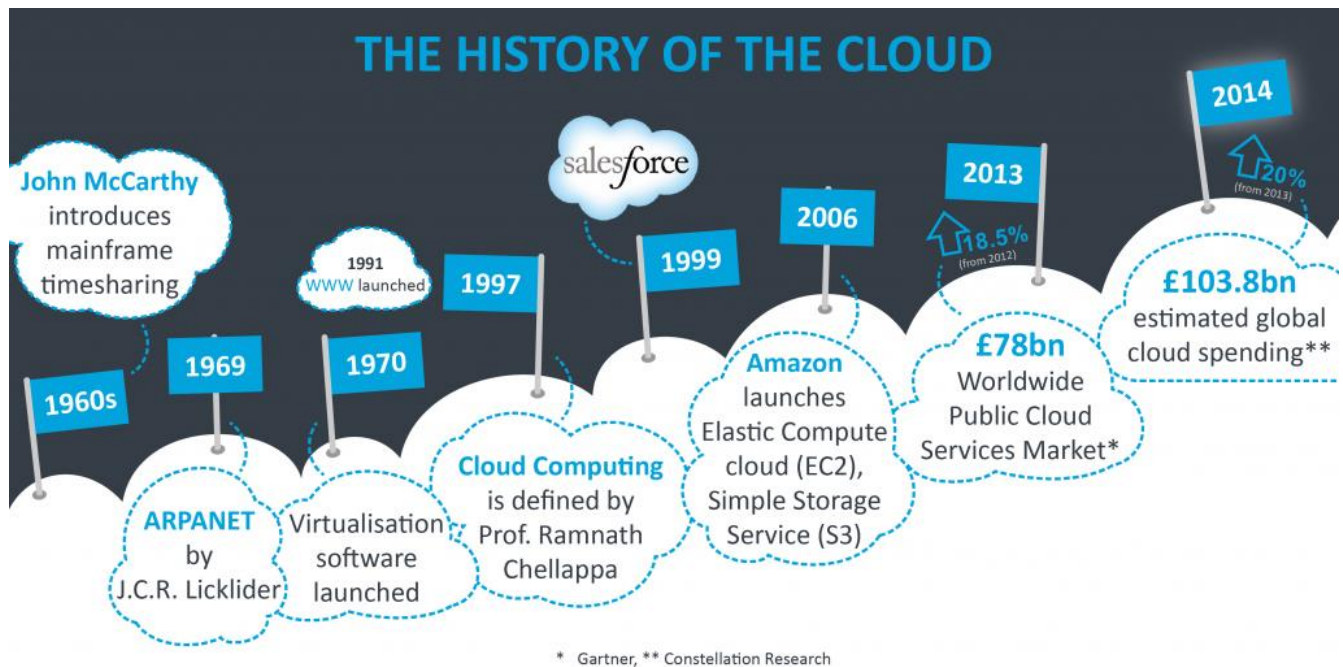 THE HISTORY OF THE CLOUD
1960s
John McCarthy
introduces
mainframe
timesharing
1969
ARPANET
by
J.C.R. Licklider
1970
Virtualisation
software
launched
1991
WWW launched
1997
Cloud Computing
is defined by
Prof. Ramnath
Chellappa
1999
salesforce
2006
Amazon
launches
Elastic Compute
cloud (EC2),
Simple Storage
Service (S3)
2013
18.5%
(from 2012)
£78bn
Worldwide
Public Cloud
Services Market*
2014
20%
(from 2013)
£103.8bn
estimated global
cloud spending**
* Gartner, ** Constellation Research